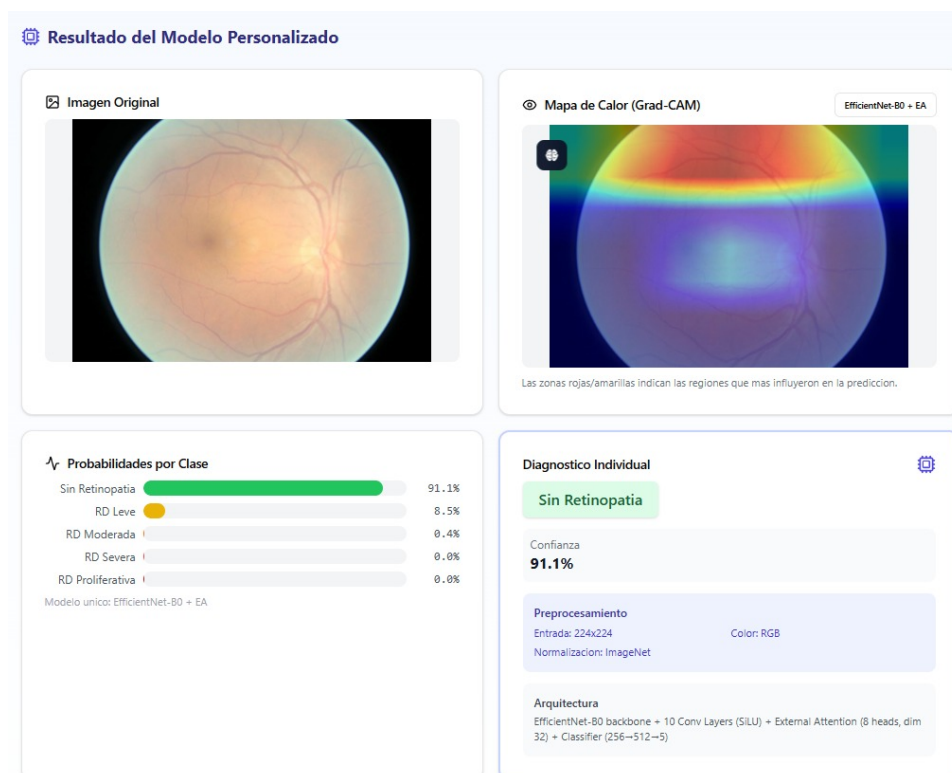 Resultado del Modelo Personalizado
Imagen Original
Mapa de Calor (Grad-CAM)
EfficientNet-B0 + EA
Las zonas rojas/amarillas indican las regiones que mas influyeron en la prediccion.
Probabilidades por Clase
Sin Retinopatia 91.1%
RD Leve 8.5%
RD Moderada 0.4%
RD Severa 0.0%
RD Proliferativa 0.0%
Modelo unico: EfficientNet-B0 + EA
Diagnostico Individual
Sin Retinopatia
Confianza
91.1%
Preprocesamiento
Entrada: 224x224 Color: RGB
Normalizacion: ImageNet
Arquitectura
EfficientNet-B0 backbone + 10 Conv Layers (SiLU) + External Attention (8 heads, dim
32) + Classifier (256→512→5)